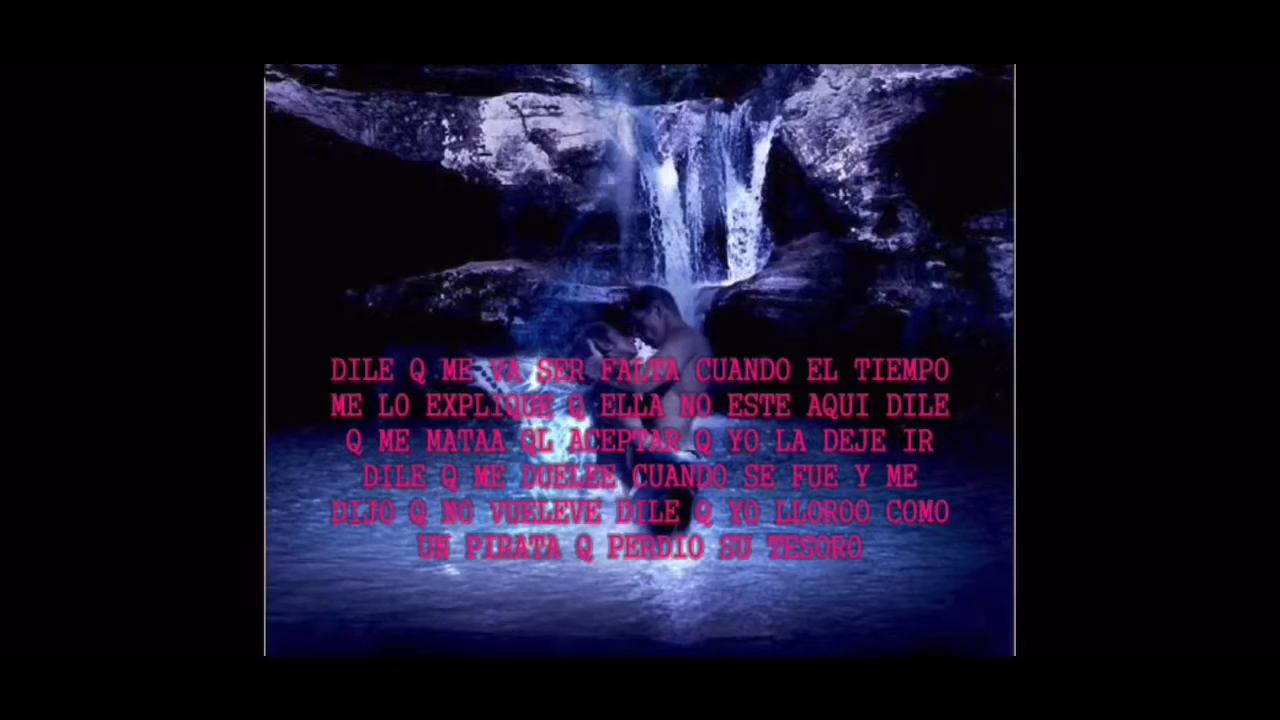 DILE Q ME VA SER FALTA CUANDO EL TIEMPO
ME LO EXPLIQUE Q ELLA NO ESTE AQUI DILE
Q ME MATAA QL ACEPTAR Q YO LA DEJE IR
DILE Q ME DUELEE CUANDO SE FUE Y ME
DIJO Q NO VUELEVE DILE Q YO LLOROO COMO
UN PIRATA Q PERDIO SU TESORO